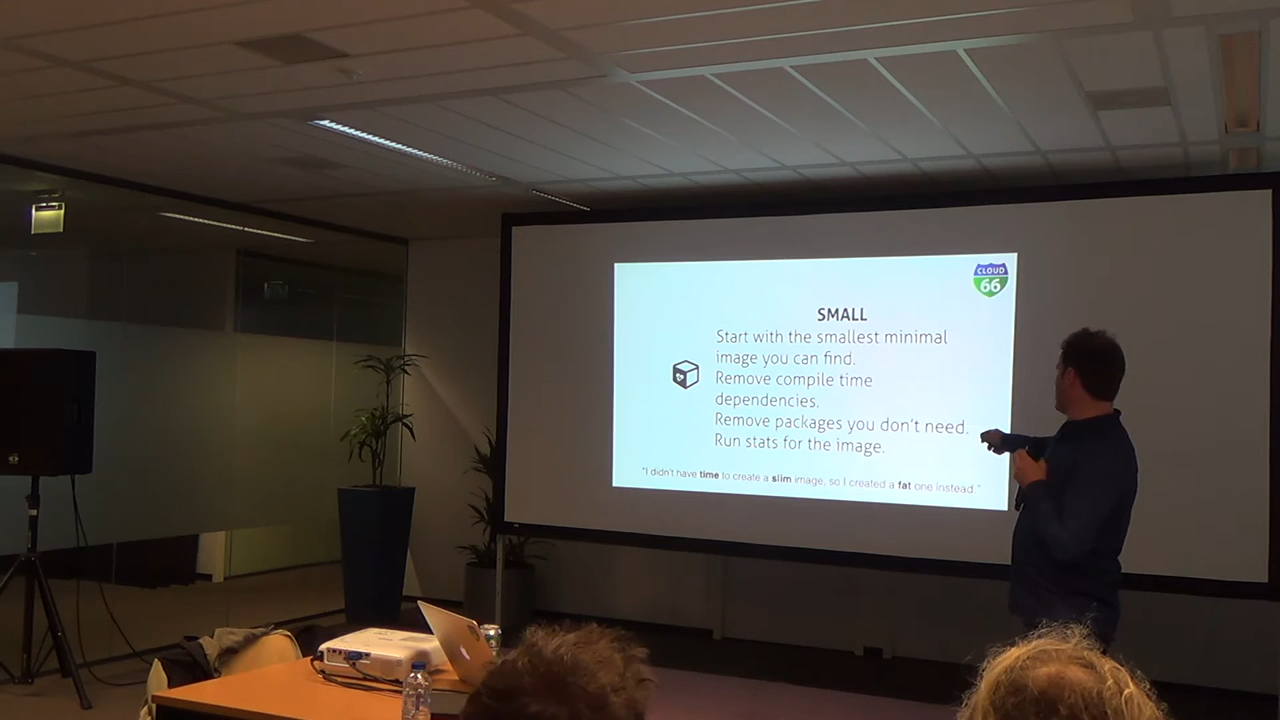 CLOUD
66
SMALL
Start with the smallest minimal
image you can find.
Remove compile time
dependencies.
Remove packages you don't need.
Run stats for the image.
"I didn't have time to create a slim image, so I created a fat one instead."